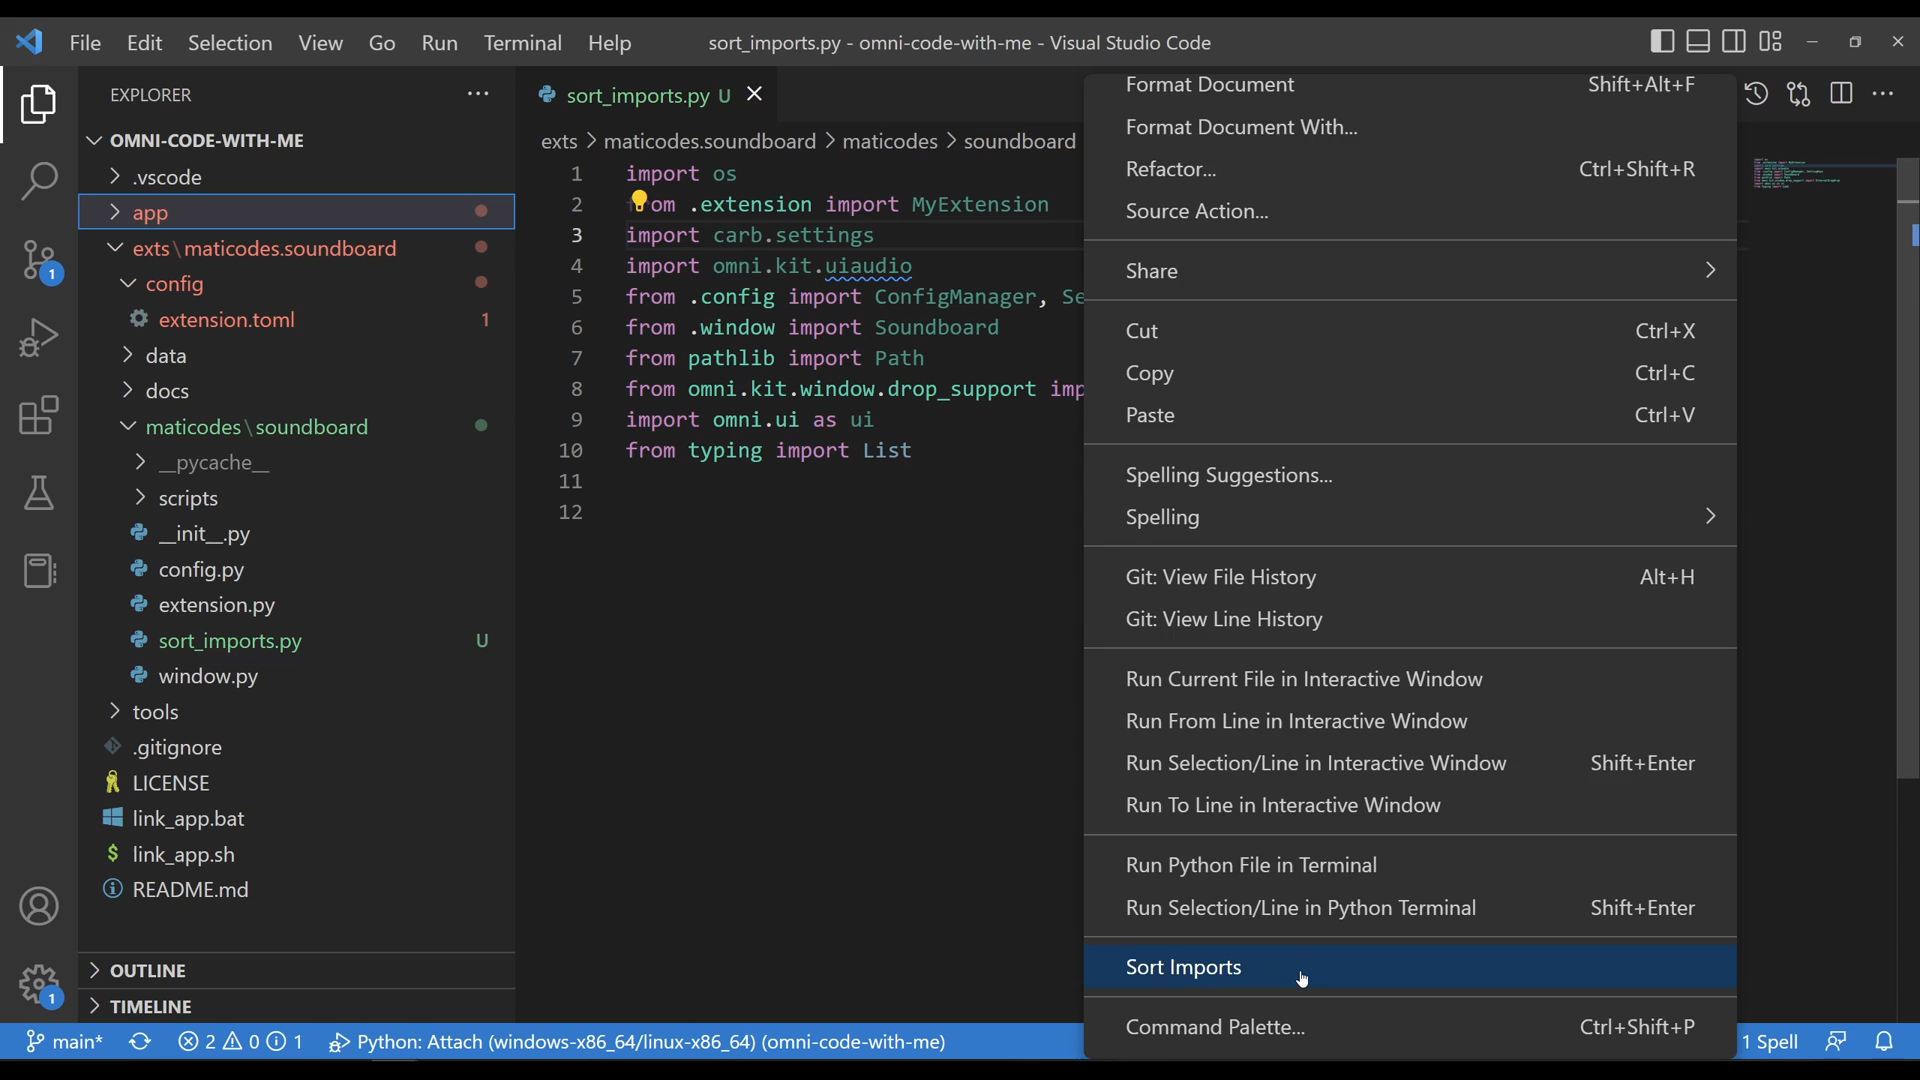 File Edit Selection View Go Run Terminal Help sort_imports.py - omni-code-with-me - Visual Studio Code
EXPLORER
OMNI-CODE-WITH-ME
.vscode
app
exts\maticodes.soundboard
config
extension.toml 1
data
docs
maticodes\soundboard
__pycache__
scripts
__init__.py
config.py
extension.py
sort_imports.py U
window.py
tools
.gitignore
LICENSE
link_app.bat
link_app.sh
README.md
OUTLINE
TIMELINE
1
1
sort_imports.py U
exts > maticodes.soundboard > maticodes > soundboard
1 import os
2 om .extension import MyExtension
3 import carb.settings
4 import omni.kit.uiaudio
5 from .config import ConfigManager, Se
6 from .window import Soundboard
7 from pathlib import Path
8 from omni.kit.window.drop_support imp
9 import omni.ui as ui
10 from typing import List
11
12
Format Document Shift+Alt+F
Format Document With...
Refactor... Ctrl+Shift+R
Source Action...
Share
Cut Ctrl+X
Copy Ctrl+C
Paste Ctrl+V
Spelling Suggestions...
Spelling
Git: View File History Alt+H
Git: View Line History
Run Current File in Interactive Window
Run From Line in Interactive Window
Run Selection/Line in Interactive Window Shift+Enter
Run To Line in Interactive Window
Run Python File in Terminal
Run Selection/Line in Python Terminal Shift+Enter
Sort Imports
Command Palette... Ctrl+Shift+P
main* 2 0 1 Python: Attach (windows-x86_64/linux-x86_64) (omni-code-with-me) 1 Spell